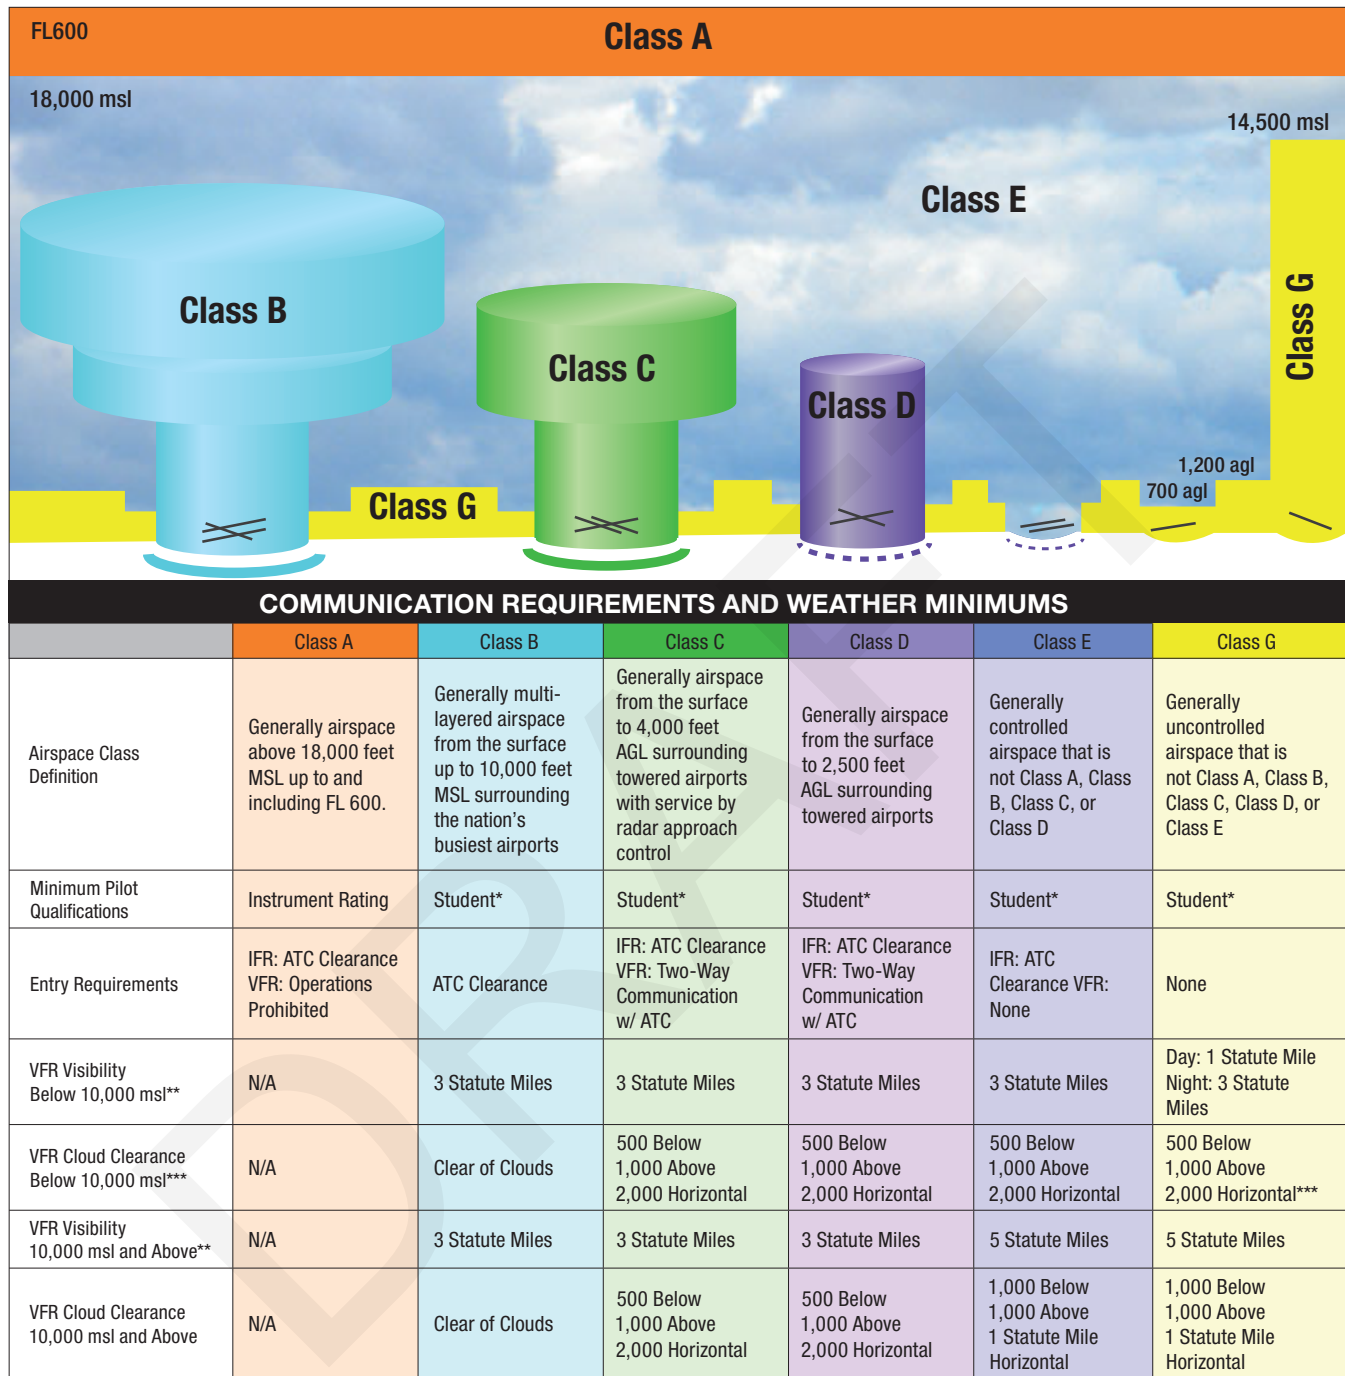 FL600
Class A
18,000 msl
14,500 msl
Class E
Class B
Class G
Class C
Class D
1,200 agl
700 agl
Class G
COMMUNICATION REQUIREMENTS AND WEATHER MINIMUMS
Class A
Class B
Class C
Class D
Class E
Class G
Airspace Class
Definition
Generally airspace
above 18,000 feet
MSL up to and
including FL 600.
Generally multi-
layered airspace
from the surface
up to 10,000 feet
MSL surrounding
the nation's
busiest airports
Generally airspace
from the surface
to 4,000 feet
AGL surrounding
towered airports
with service by
radar approach
control
Generally airspace
from the surface
to 2,500 feet
AGL surrounding
towered airports
Generally
controlled
airspace that is
not Class A, Class
B, Class C, or
Class D
Generally
uncontrolled
airspace that is
not Class A, Class B,
Class C, Class D, or
Class E
Minimum Pilot
Qualifications
Instrument Rating
Student*
Student*
Student*
Student*
Student*
Entry Requirements
IFR: ATC Clearance
VFR: Operations
Prohibited
ATC Clearance
IFR: ATC Clearance
VFR: Two-Way
Communication
w/ ATC
IFR: ATC Clearance
VFR: Two-Way
Communication
w/ ATC
IFR: ATC
Clearance VFR:
None
None
VFR Visibility
Below 10,000 msl**
N/A
3 Statute Miles
3 Statute Miles
3 Statute Miles
3 Statute Miles
Day: 1 Statute Mile
Night: 3 Statute
Miles
VFR Cloud Clearance
Below 10,000 msl***
N/A
Clear of Clouds
500 Below
1,000 Above
2,000 Horizontal
500 Below
1,000 Above
2,000 Horizontal
500 Below
1,000 Above
2,000 Horizontal
500 Below
1,000 Above
2,000 Horizontal***
VFR Visibility
10,000 msl and Above**
N/A
3 Statute Miles
3 Statute Miles
3 Statute Miles
5 Statute Miles
5 Statute Miles
VFR Cloud Clearance
10,000 msl and Above
N/A
Clear of Clouds
500 Below
1,000 Above
2,000 Horizontal
500 Below
1,000 Above
2,000 Horizontal
1,000 Below
1,000 Above
1 Statute Mile
Horizontal
1,000 Below
1,000 Above
1 Statute Mile
Horizontal
DRAFT